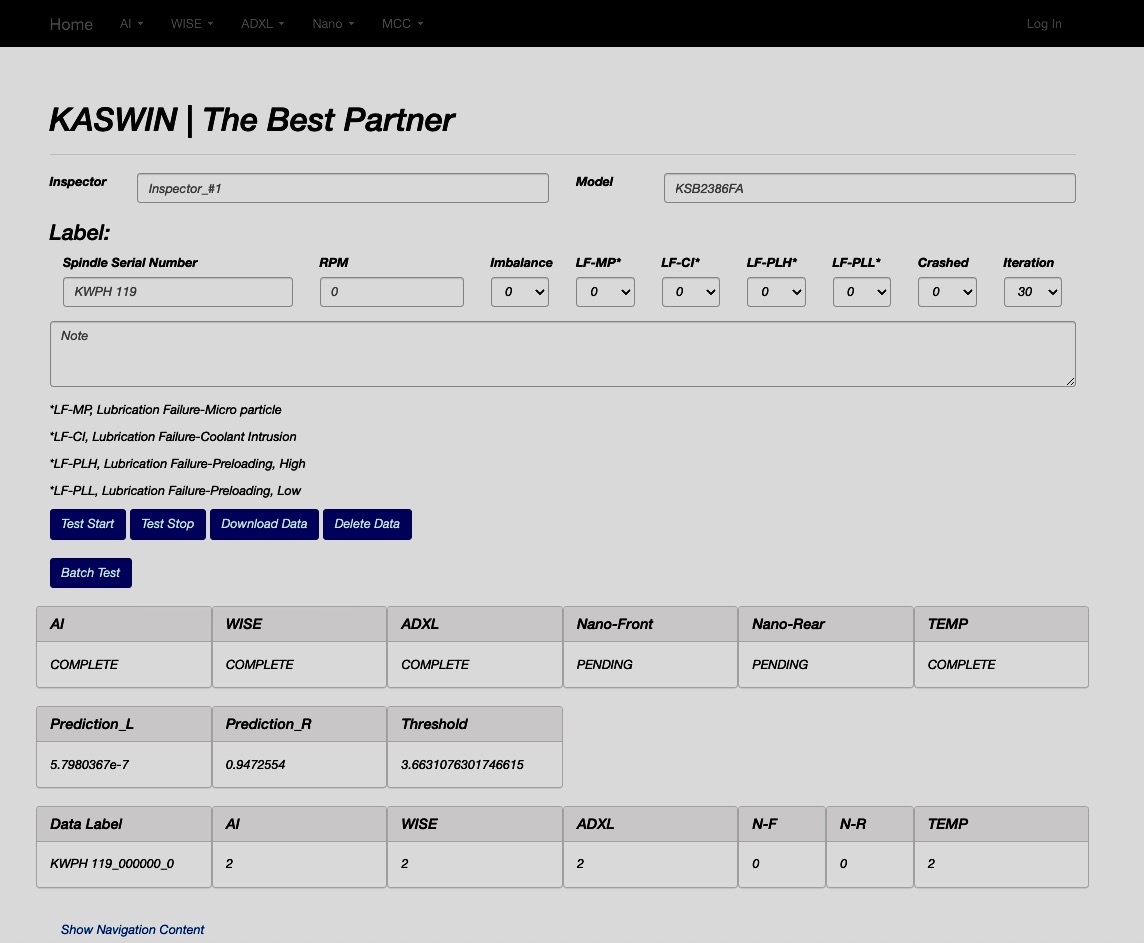 Home AI WISE ADXL Nano MCC Log In
KASWIN | The Best Partner
Inspector Inspector_#1 Model KSB2386FA
Label:
Spindle Serial Number RPM Imbalance LF-MP* LF-CI* LF-PLH* LF-PLL* Crashed Iteration
KWPH 119 0 0 0 0 0 0 0 30
Note
*LF-MP, Lubrication Failure-Micro particle
*LF-CI, Lubrication Failure-Coolant Intrusion
*LF-PLH, Lubrication Failure-Preloading, High
*LF-PLL, Lubrication Failure-Preloading, Low
Test Start Test Stop Download Data Delete Data
Batch Test
AI WISE ADXL Nano-Front Nano-Rear TEMP
COMPLETE COMPLETE COMPLETE PENDING PENDING COMPLETE
Prediction_L Prediction_R Threshold
5.7980367e-7 0.9472554 3.6631076301746615
Data Label AI WISE ADXL N-F N-R TEMP
KWPH 119_000000_0 2 2 2 0 0 2
Show Navigation Content